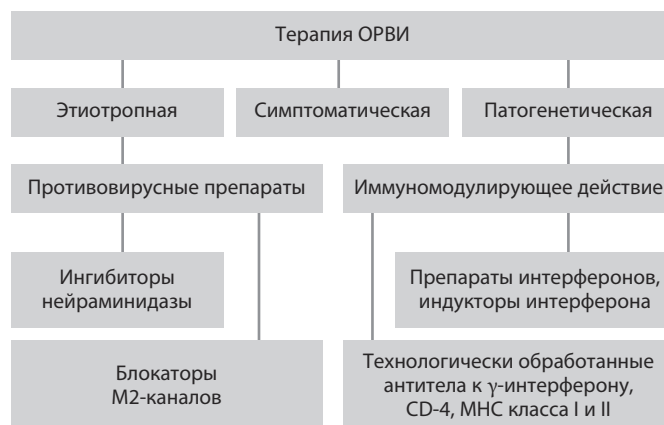 Терапия ОРВИ
Этиотропная
Симптоматическая
Патогенетическая
Противовирусные препараты
Иммуномодулирующее действие
Ингибиторы
нейраминидазы
Препараты интерферонов,
индукторы интерферона
Блокаторы
М2-каналов
Технологически обработанные
антитела к γ-интерферону,
CD-4, МНС класса I и II